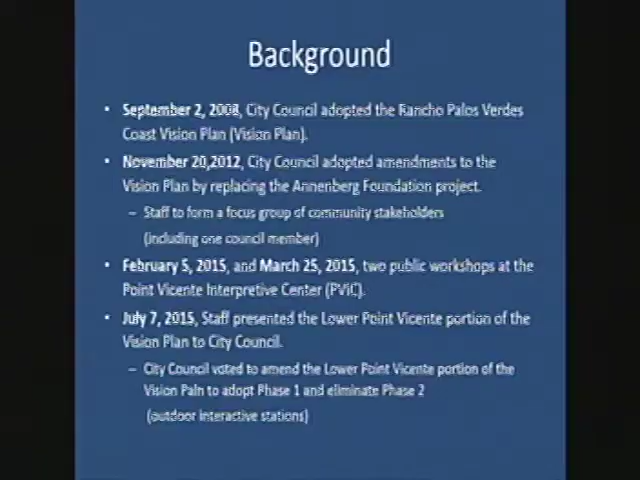 Background
• September 2, 2008, City Council adopted the Rancho Palos Verdes
Coast Vision Plan (Vision Plan).
• November 20,2012, City Council adopted amendments to the
Vision Plan by replacing the Annenberg Foundation project.
– Staff to form a focus group of community stakeholders
(including one council member)
• February 5, 2015, and March 25, 2015, two public workshops at the
Point Vicente Interpretive Center (PVIC).
• July 7, 2015, Staff presented the Lower Point Vicente portion of the
Vision Plan to City Council.
– City Council voted to amend the Lower Point Vicente portion of the
Vision Paln to adopt Phase 1 and eliminate Phase 2
(outdoor interactive stations)